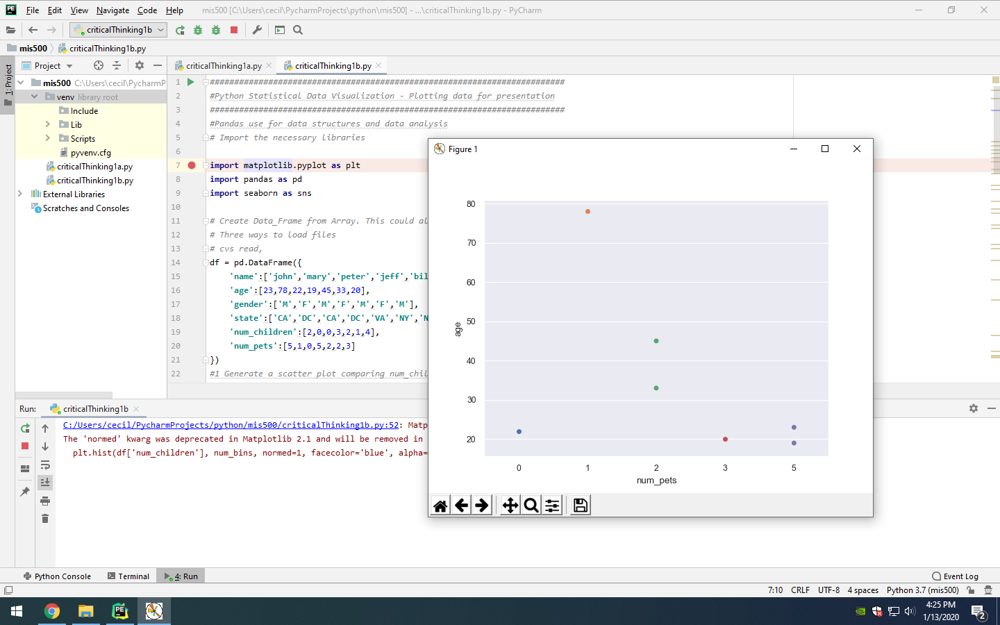 File Edit View Navigate Code Help mis500 [C:\Users\cecil\PycharmProjects\python\mis500] - ...\criticalThinking1b.py - PyCharm
criticalThinking1b
mis500 criticalThinking1b.py
1: Project
Project
criticalThinking1a.py criticalThinking1b.py
mis500 C:\Users\cecil\PycharmP
venv library root
Include
Lib
Scripts
pyvenv.cfg
criticalThinking1a.py
criticalThinking1b.py
External Libraries
Scratches and Consoles
1 #########################################################################
2 #Python Statistical Data Visualization - Plotting data for presentation
3 #########################################################################
4 #Pandas use for data structures and data analysis
5 # Import the necessary libraries
6
7 import matplotlib.pyplot as plt
8 import pandas as pd
9 import seaborn as sns
10
11 # Create Data_Frame from Array. This could al
12 # Three ways to load files
13 # cvs read,
14 df = pd.DataFrame({
15 'name':['john','mary','peter','jeff','bil
16 'age':[23,78,22,19,45,33,20],
17 'gender':['M','F','M','F','M','F','M'],
18 'state':['CA','DC','CA','DC','VA','NY','N
19 'num_children':[2,0,0,3,2,1,4],
20 'num_pets':[5,1,0,5,2,2,3]
21 })
22 #1 Generate a scatter plot comparing num_chil
Figure 1
80
70
60
50
40
30
20
age
0 1 2 3 5
num_pets
Run: criticalThinking1b
C:/Users/cecil/PycharmProjects/python/mis500/criticalThinking1b.py:52: Matp
The 'normed' kwarg was deprecated in Matplotlib 2.1 and will be removed in
plt.hist(df['num_children'], num_bins, normed=1, facecolor='blue', alpha=
Python Console Terminal 4: Run Event Log
7:10 CRLF UTF-8 4 spaces Python 3.7 (mis500)
4:25 PM
1/13/2020
2